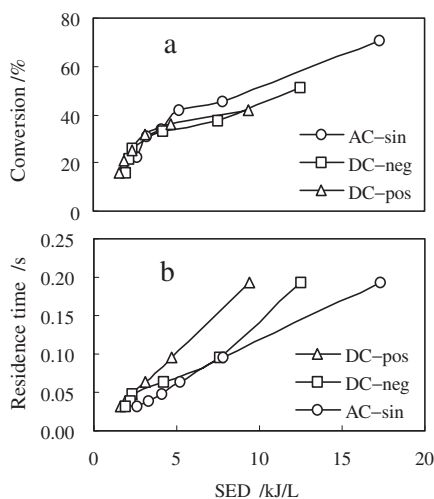 80
60
40
20
0
Conversion /%
a
AC−sin
DC−neg
DC−pos
0.25
0.20
0.15
0.10
0.05
0.00
Residence time /s
b
DC−pos
DC−neg
AC−sin
0 5 10 15 20
SED /kJ/L